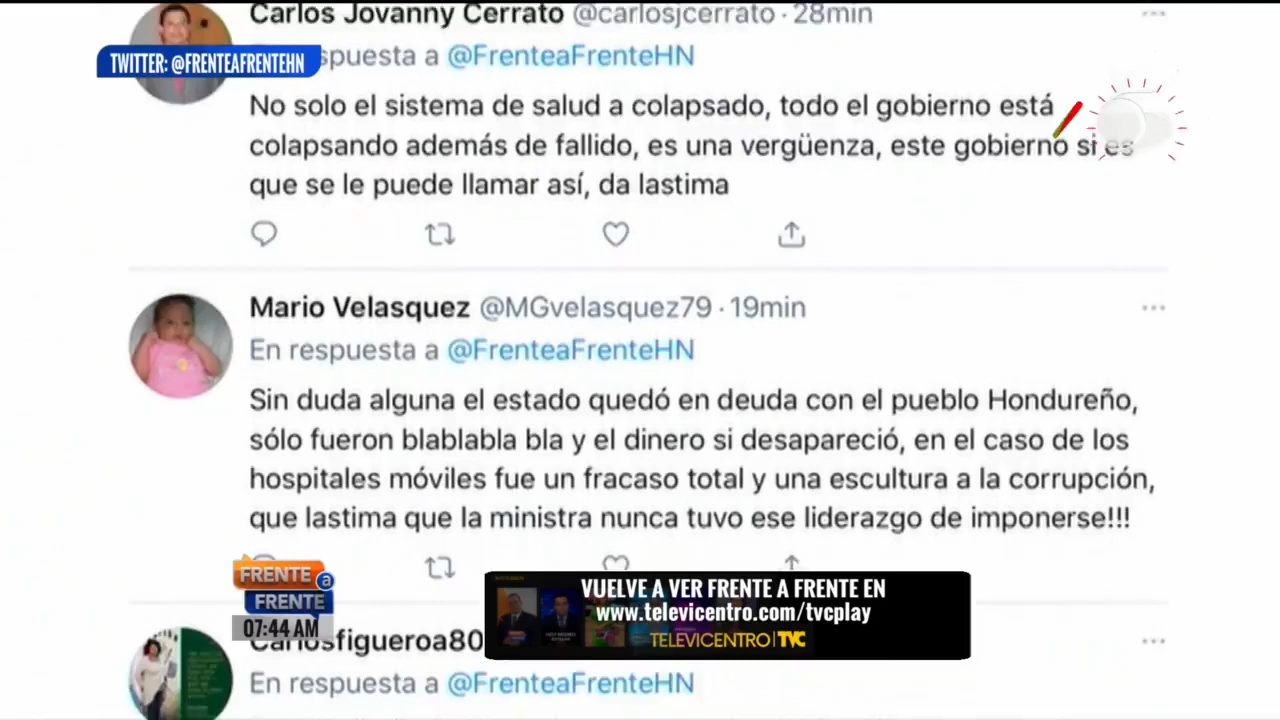 Carlos Jovanny Cerrato @carlosjcerrato · 28min
TWITTER: @FRENTEAFRENTEHN
spuesta a @FrenteaFrenteHN
No solo el sistema de salud a colapsado, todo el gobierno está
colapsando además de fallido, es una vergüenza, este gobierno si es
que se le puede llamar así, da lastima
Mario Velasquez @MGvelasquez79 · 19min
En respuesta a @FrenteaFrenteHN
Sin duda alguna el estado quedó en deuda con el pueblo Hondureño,
sólo fueron blablabla bla y el dinero si desapareció, en el caso de los
hospitales móviles fue un fracaso total y una escultura a la corrupción,
que lastima que la ministra nunca tuvo ese liderazgo de imponerse!!!
FRENTE a
FRENTE
07:44 AM
VUELVE A VER FRENTE A FRENTE EN
www.televicentro.com/tvcplay
TELEVICENTRO|TVC
Carlosfigueroa80
En respuesta a @FrenteaFrenteHN